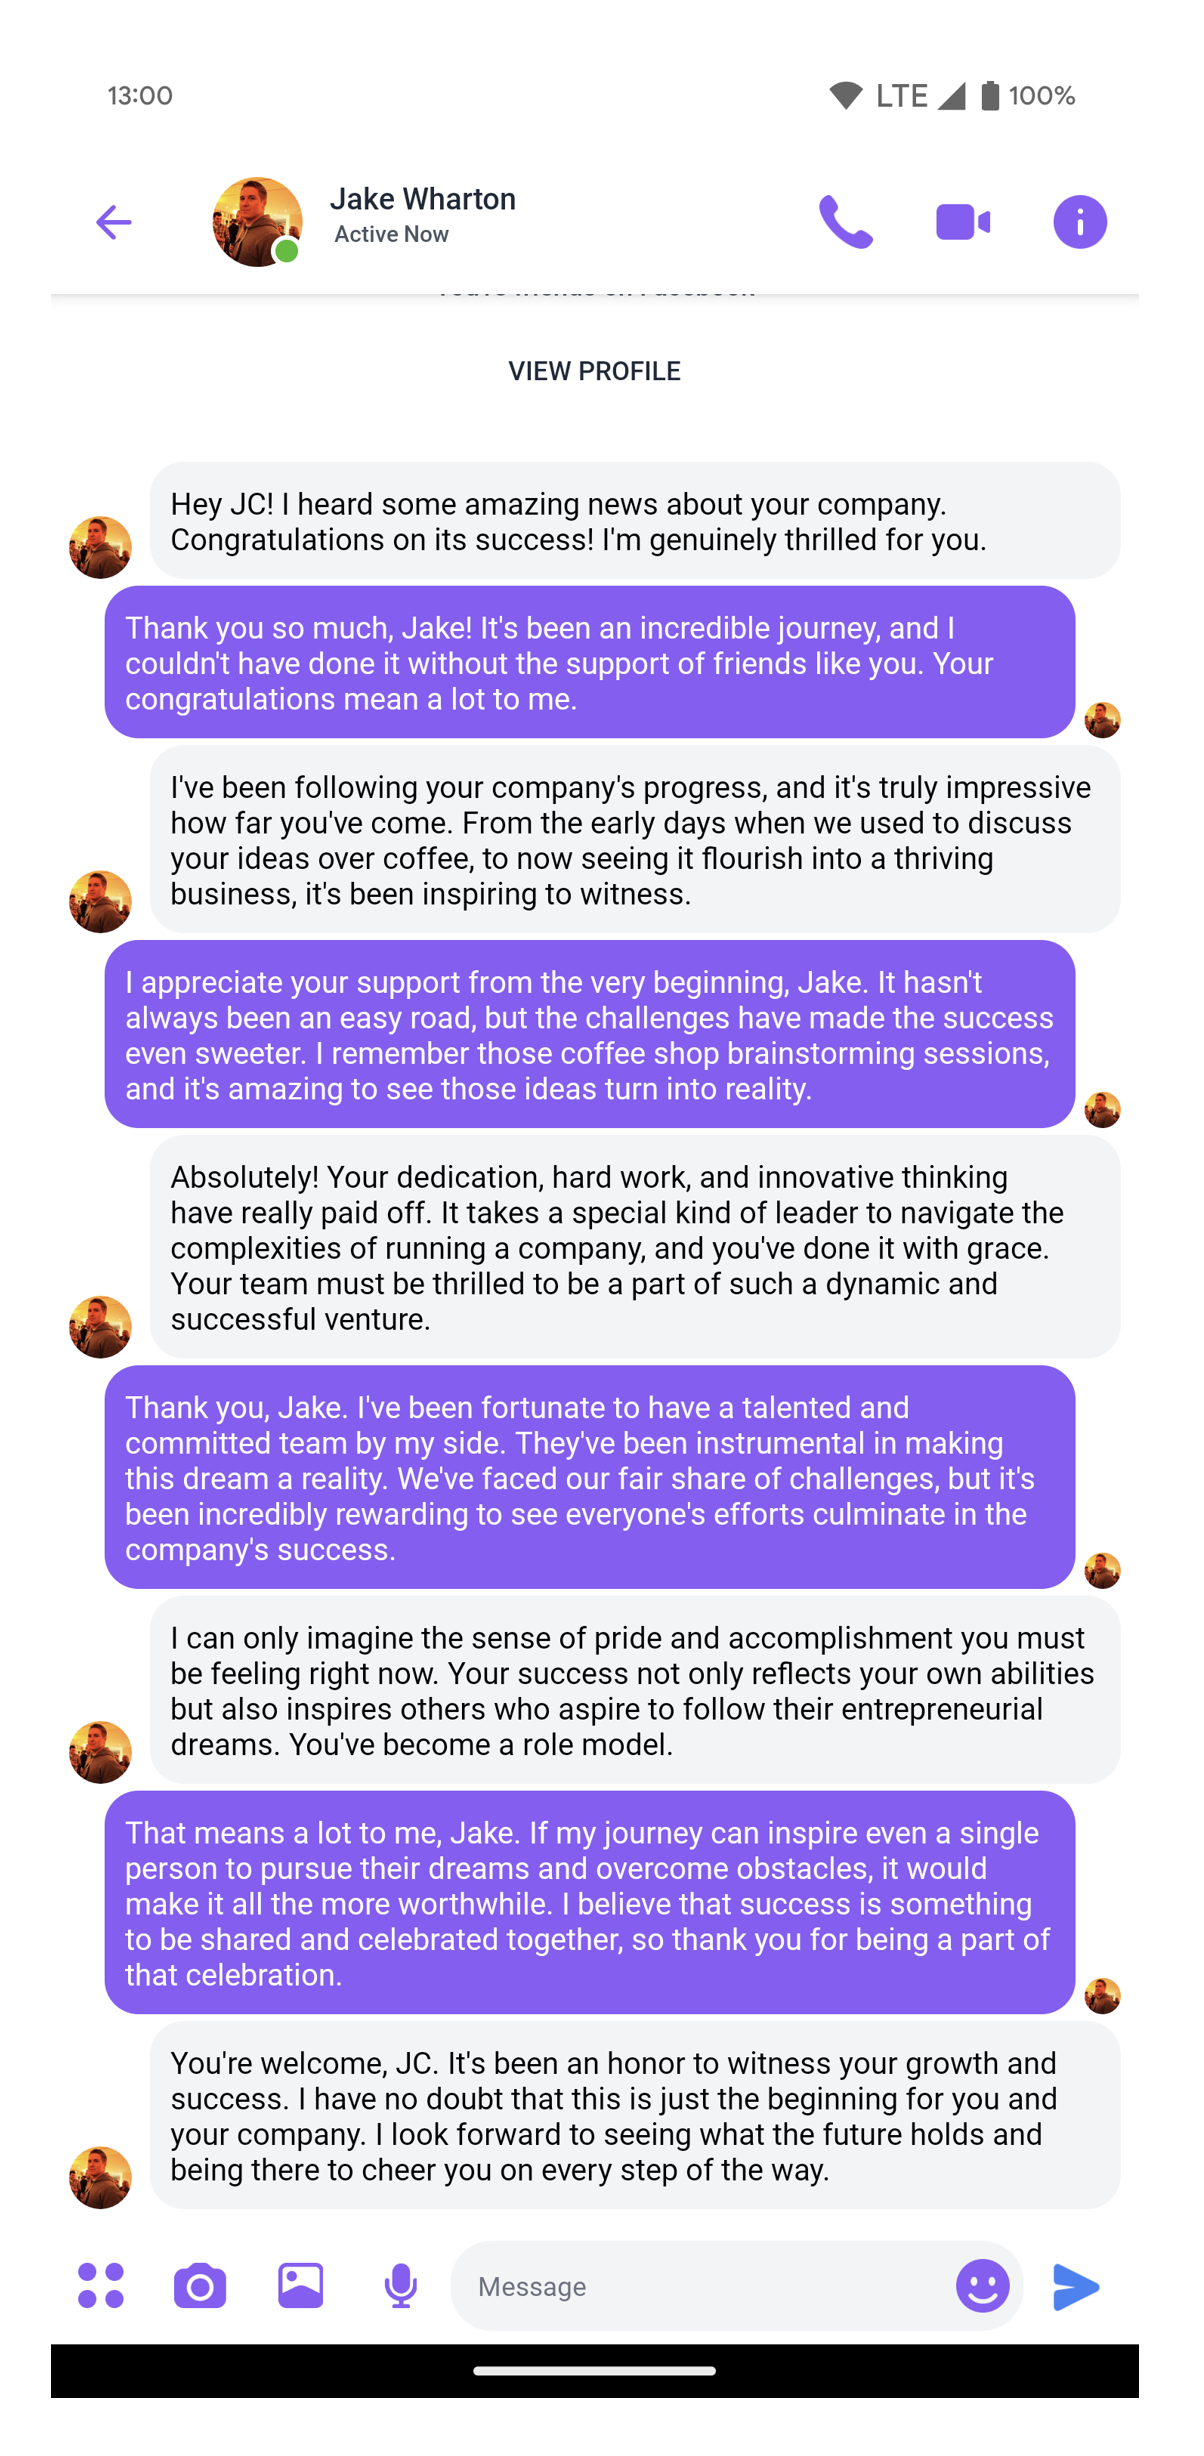 13:00
LTE 100%
Jake Wharton
Active Now
You're friends on Facebook
VIEW PROFILE
Hey JC! I heard some amazing news about your company.
Congratulations on its success! I'm genuinely thrilled for you.
Thank you so much, Jake! It's been an incredible journey, and I
couldn't have done it without the support of friends like you. Your
congratulations mean a lot to me.
I've been following your company's progress, and it's truly impressive
how far you've come. From the early days when we used to discuss
your ideas over coffee, to now seeing it flourish into a thriving
business, it's been inspiring to witness.
I appreciate your support from the very beginning, Jake. It hasn't
always been an easy road, but the challenges have made the success
even sweeter. I remember those coffee shop brainstorming sessions,
and it's amazing to see those ideas turn into reality.
Absolutely! Your dedication, hard work, and innovative thinking
have really paid off. It takes a special kind of leader to navigate the
complexities of running a company, and you've done it with grace.
Your team must be thrilled to be a part of such a dynamic and
successful venture.
Thank you, Jake. I've been fortunate to have a talented and
committed team by my side. They've been instrumental in making
this dream a reality. We've faced our fair share of challenges, but it's
been incredibly rewarding to see everyone's efforts culminate in the
company's success.
I can only imagine the sense of pride and accomplishment you must
be feeling right now. Your success not only reflects your own abilities
but also inspires others who aspire to follow their entrepreneurial
dreams. You've become a role model.
That means a lot to me, Jake. If my journey can inspire even a single
person to pursue their dreams and overcome obstacles, it would
make it all the more worthwhile. I believe that success is something
to be shared and celebrated together, so thank you for being a part of
that celebration.
You're welcome, JC. It's been an honor to witness your growth and
success. I have no doubt that this is just the beginning for you and
your company. I look forward to seeing what the future holds and
being there to cheer you on every step of the way.
Message